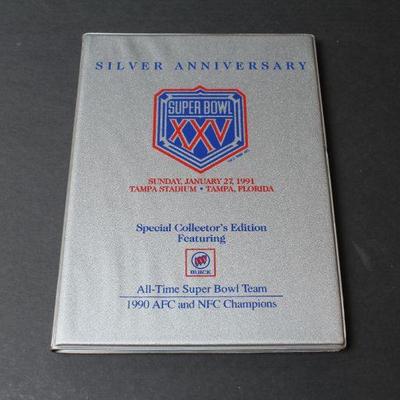 SILVER ANNIVERSARY
SUPER BOWL
XXV
SUNDAY, JANUARY 27, 1991
TAMPA STADIUM • TAMPA, FLORIDA
Special Collector's Edition
Featuring
BUICK
All-Time Super Bowl Team
1990 AFC and NFC Champions